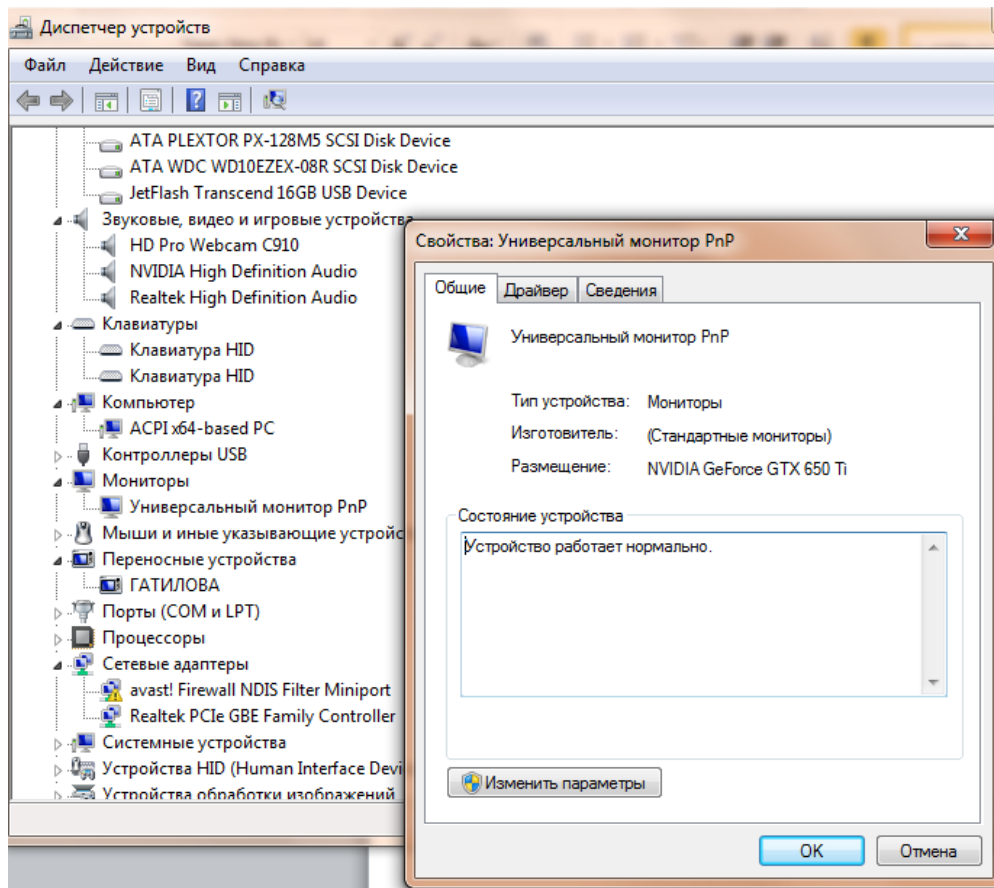 Диспетчер устройств
Файл Действие Вид Справка
ATA PLEXTOR PX-128M5 SCSI Disk Device
ATA WDC WD10EZEX-08R SCSI Disk Device
JetFlash Transcend 16GB USB Device
Звуковые, видео и игровые устройства
HD Pro Webcam C910
NVIDIA High Definition Audio
Realtek High Definition Audio
Клавиатуры
Клавиатура HID
Клавиатура HID
Компьютер
ACPI x64-based PC
Контроллеры USB
Мониторы
Универсальный монитор PnP
Мыши и иные указывающие устройс
Переносные устройства
ГАТИЛОВА
Порты (COM и LPT)
Процессоры
Сетевые адаптеры
avast! Firewall NDIS Filter Miniport
Realtek PCIe GBE Family Controller
Системные устройства
Устройства HID (Human Interface Devi
Устройства обработки изображений
Свойства: Универсальный монитор PnP
Общие Драйвер Сведения
Универсальный монитор PnP
Тип устройства: Мониторы
Изготовитель: (Стандартные мониторы)
Размещение: NVIDIA GeForce GTX 650 Ti
Состояние устройства
Устройство работает нормально.
Изменить параметры
OK Отмена